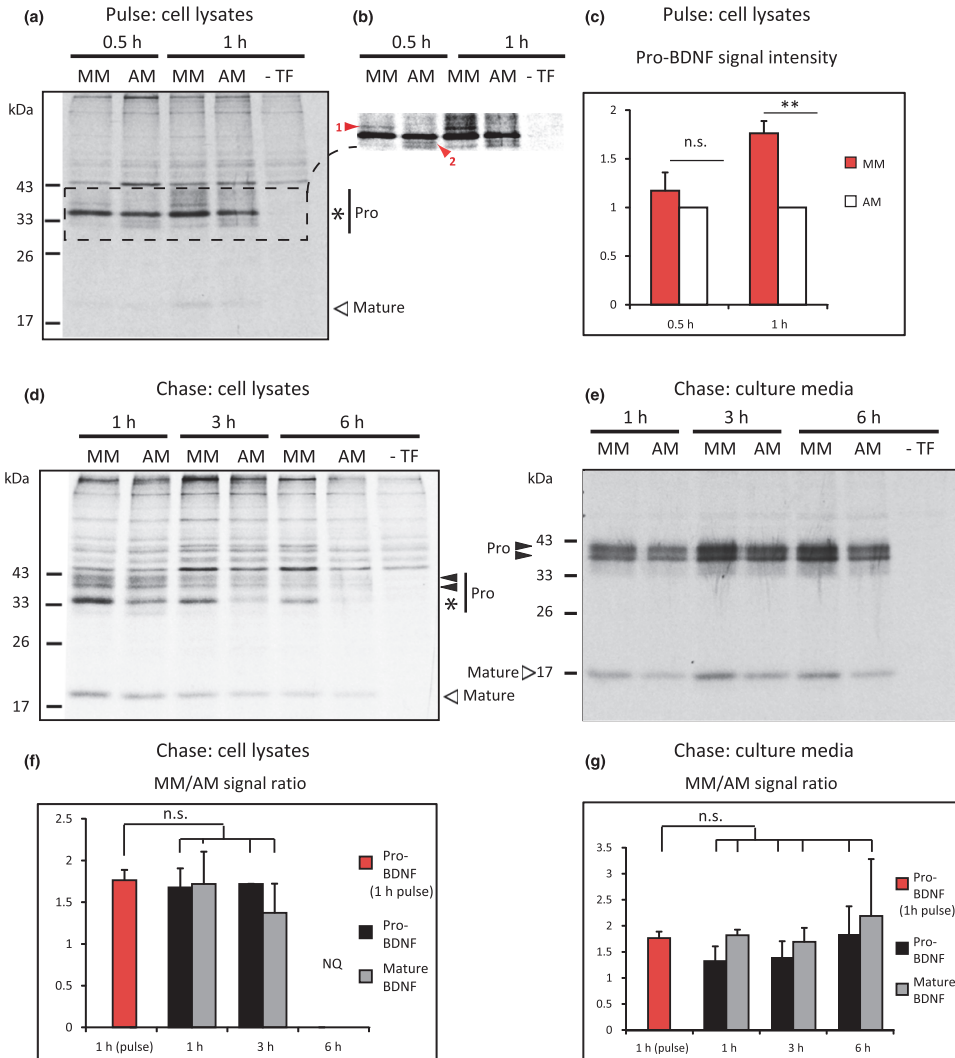 (a)
Pulse: cell lysates
0.5 h 1 h
MM AM MM AM - TF
kDa
43
33
26
17
* Pro
Mature
(b)
0.5 h 1 h
MM AM MM AM - TF
1
2
(c)
Pulse: cell lysates
Pro-BDNF signal intensity
2
1.5
1
0.5
0
n.s.
**
MM
AM
0.5 h 1 h
(d)
Chase: cell lysates
1 h 3 h 6 h
MM AM MM AM MM AM - TF
kDa
43
33
26
17
* Pro
Mature
(e)
Chase: culture media
1 h 3 h 6 h
MM AM MM AM MM AM - TF
kDa
Pro
43
33
26
Mature 17
(f)
Chase: cell lysates
MM/AM signal ratio
2.5
2
1.5
1
0.5
0
n.s.
NQ
Pro-
BDNF
(1 h pulse)
Pro-
BDNF
Mature
BDNF
1 h (pulse) 1 h 3 h 6 h
(g)
Chase: culture media
MM/AM signal ratio
3.5
3
2.5
2
1.5
1
0.5
0
n.s.
Pro-
BDNF
(1h pulse)
Pro-
BDNF
Mature
BDNF
1 h (pulse) 1 h 3 h 6 h